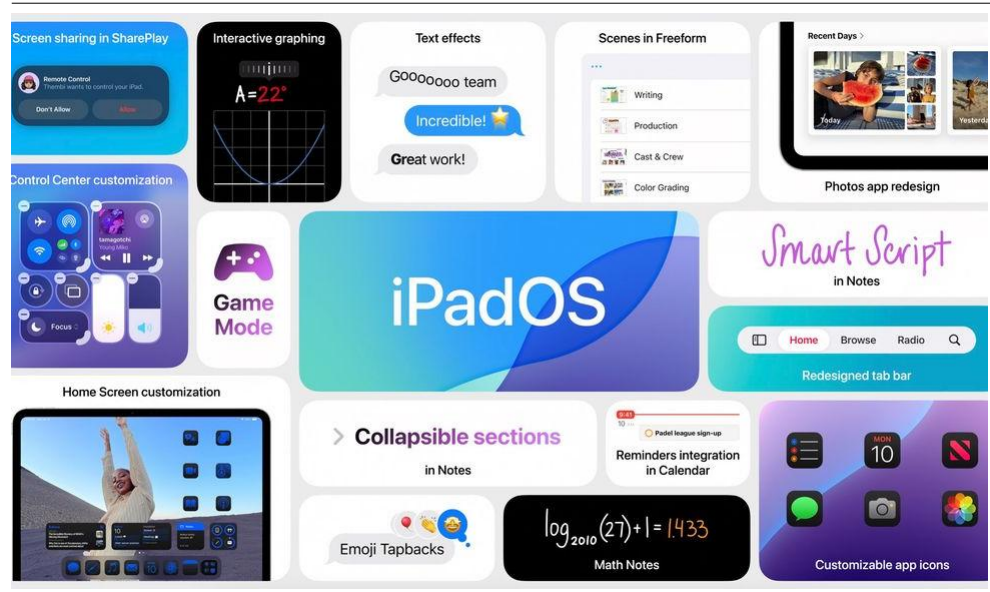 Screen sharing in SharePlay
Remote Control
Thembi wants to control your iPad.
Don't Allow
Allow
Interactive graphing
A=22°
Text effects
Gooooooo team
Incredible!
Great work!
Scenes in Freeform
Writing
Production
Cast & Crew
Color Grading
Recent Days >
Today
Yesterda
Photos app redesign
Control Center customization
tamagotchi
Young Miko
Focus
Game
Mode
iPadOS
Smart Script
in Notes
Home Browse Radio
Redesigned tab bar
Home Screen customization
> Collapsible sections
in Notes
9:41
10
Padel league sign-up
Reminders integration
in Calendar
MON
10
Emoji Tapbacks
log₂₀₁₀(27)+1=1.433
Math Notes
Customizable app icons